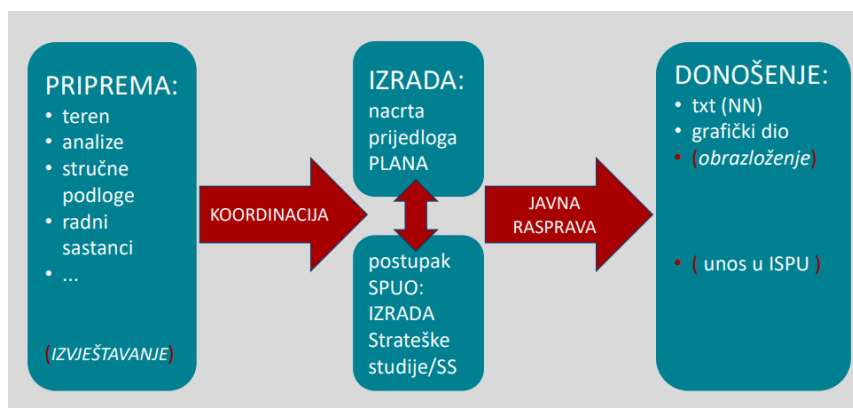 PRIPREMA:
• teren
• analize
• stručne
podloge
• radni
sastanci
• ...
(IZVJEŠTAVANJE)
KOORDINACIJA
IZRADA:
nacrta
prijedloga
PLANA
postupak
SPUO:
IZRADA
Strateške
studije/SS
JAVNA
RASPRAVA
DONOŠENJE:
• txt (NN)
• grafički dio
• (obrazloženje)
• ( unos u ISPU )